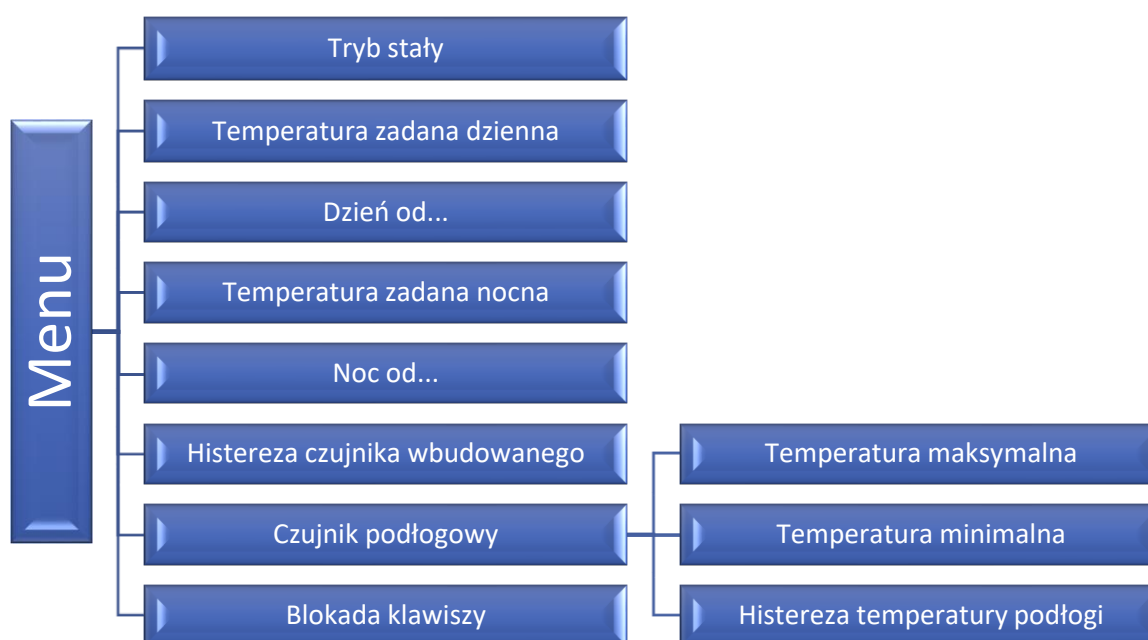 Menu
Tryb stały
Temperatura zadana dzienna
Dzień od...
Temperatura zadana nocna
Noc od...
Histereza czujnika wbudowanego
Czujnik podłogowy
Temperatura maksymalna
Temperatura minimalna
Histereza temperatury podłogi
Blokada klawiszy